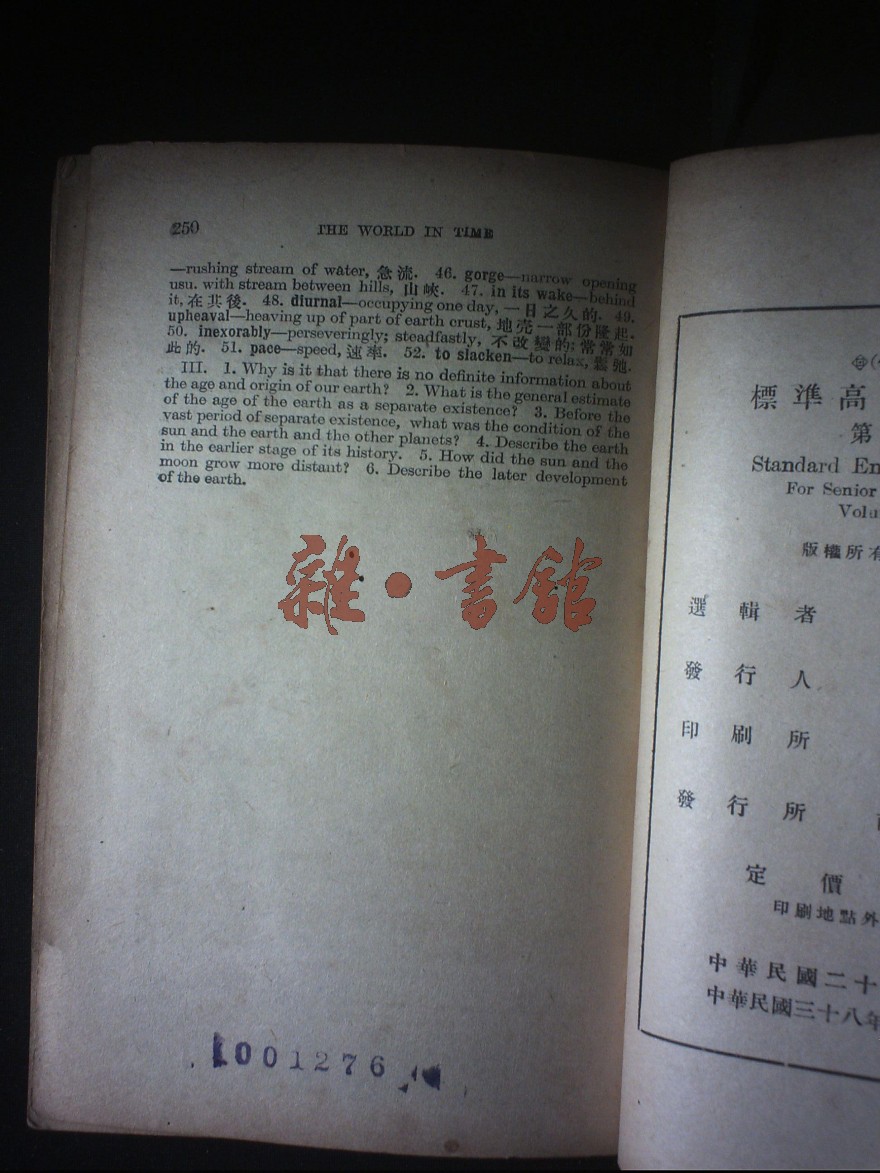 250 THE WORLD IN TIME
—rushing stream of water, 急流. 46. gorge—narrow opening
usu. with stream between hills, 山峽. 47. in its wake—behind
it, 在其後. 48. diurnal—occupying one day, 一日之久的. 49.
upheaval—heaving up of part of earth crust, 地壳一部份隆起.
50. inexorably—perseveringly; steadfastly, 不改變的; 常常如
此的. 51. pace—speed, 速率. 52. to slacken—to relax, 鬆弛.
III. 1. Why is it that there is no definite information about
the age and origin of our earth? 2. What is the general estimate
of the age of the earth as a separate existence? 3. Before the
vast period of separate existence, what was the condition of the
sun and the earth and the other planets? 4. Describe the earth
in the earlier stage of its history. 5. How did the sun and the
moon grow more distant? 6. Describe the later development
of the earth.
雜·書館
001276
標準高
第
Standard En
For Senior
Volu
版權所有
選輯者
發行人
印刷所
發行所
定價
印刷地點外
中華民國二十
中華民國三十八年